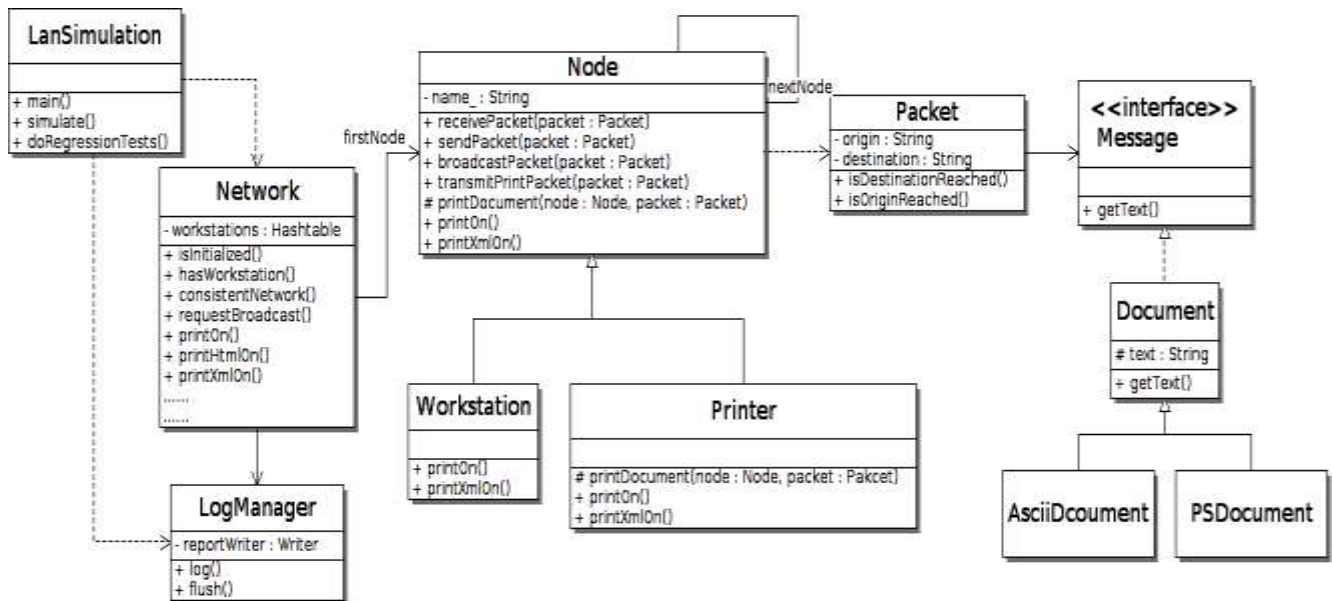 LanSimulation
+ main()
+ simulate()
+ doRegressionTests()
Network
- workstations : Hashtable
+ isInitialized()
+ hasWorkstation()
+ consistentNetwork()
+ requestBroadcast()
+ printOn()
+ printHtmlOn()
+ printXmlOn()
......
......
LogManager
- reportWriter : Writer
+ log()
+ flush()
firstNode
Node
- name_ : String
+ receivePacket(packet : Packet)
+ sendPacket(packet : Packet)
+ broadcastPacket(packet : Packet)
+ transmitPrintPacket(packet : Packet)
# printDocument(node : Node, packet : Packet)
+ printOn()
+ printXmlOn()
nextNode
Workstation
+ printOn()
+ printXmlOn()
Printer
# printDocument(node : Node, packet : Pakcet)
+ printOn()
+ printXmlOn()
Packet
- origin : String
- destination : String
+ isDestinationReached()
+ isOriginReached()
<<interface>>
Message
+ getText()
Document
# text : String
+ getText()
AsciiDcoument
PSDocument